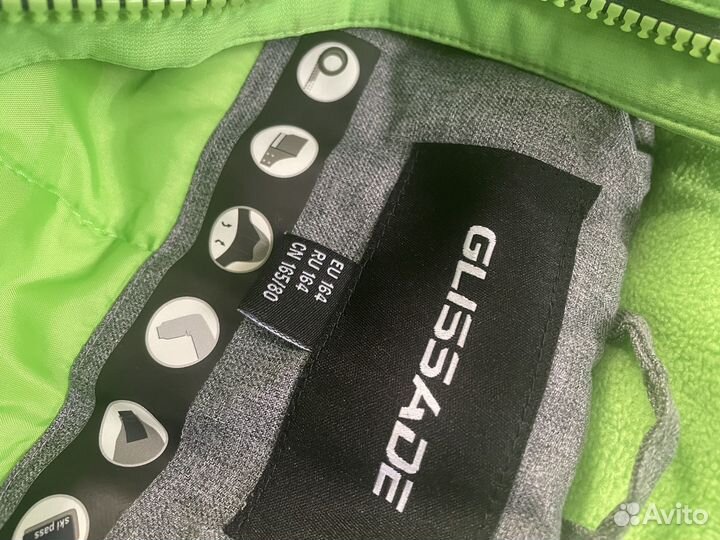 EU 164
RU 164
CN 165/80
GLISSADE
ski pass
Avito